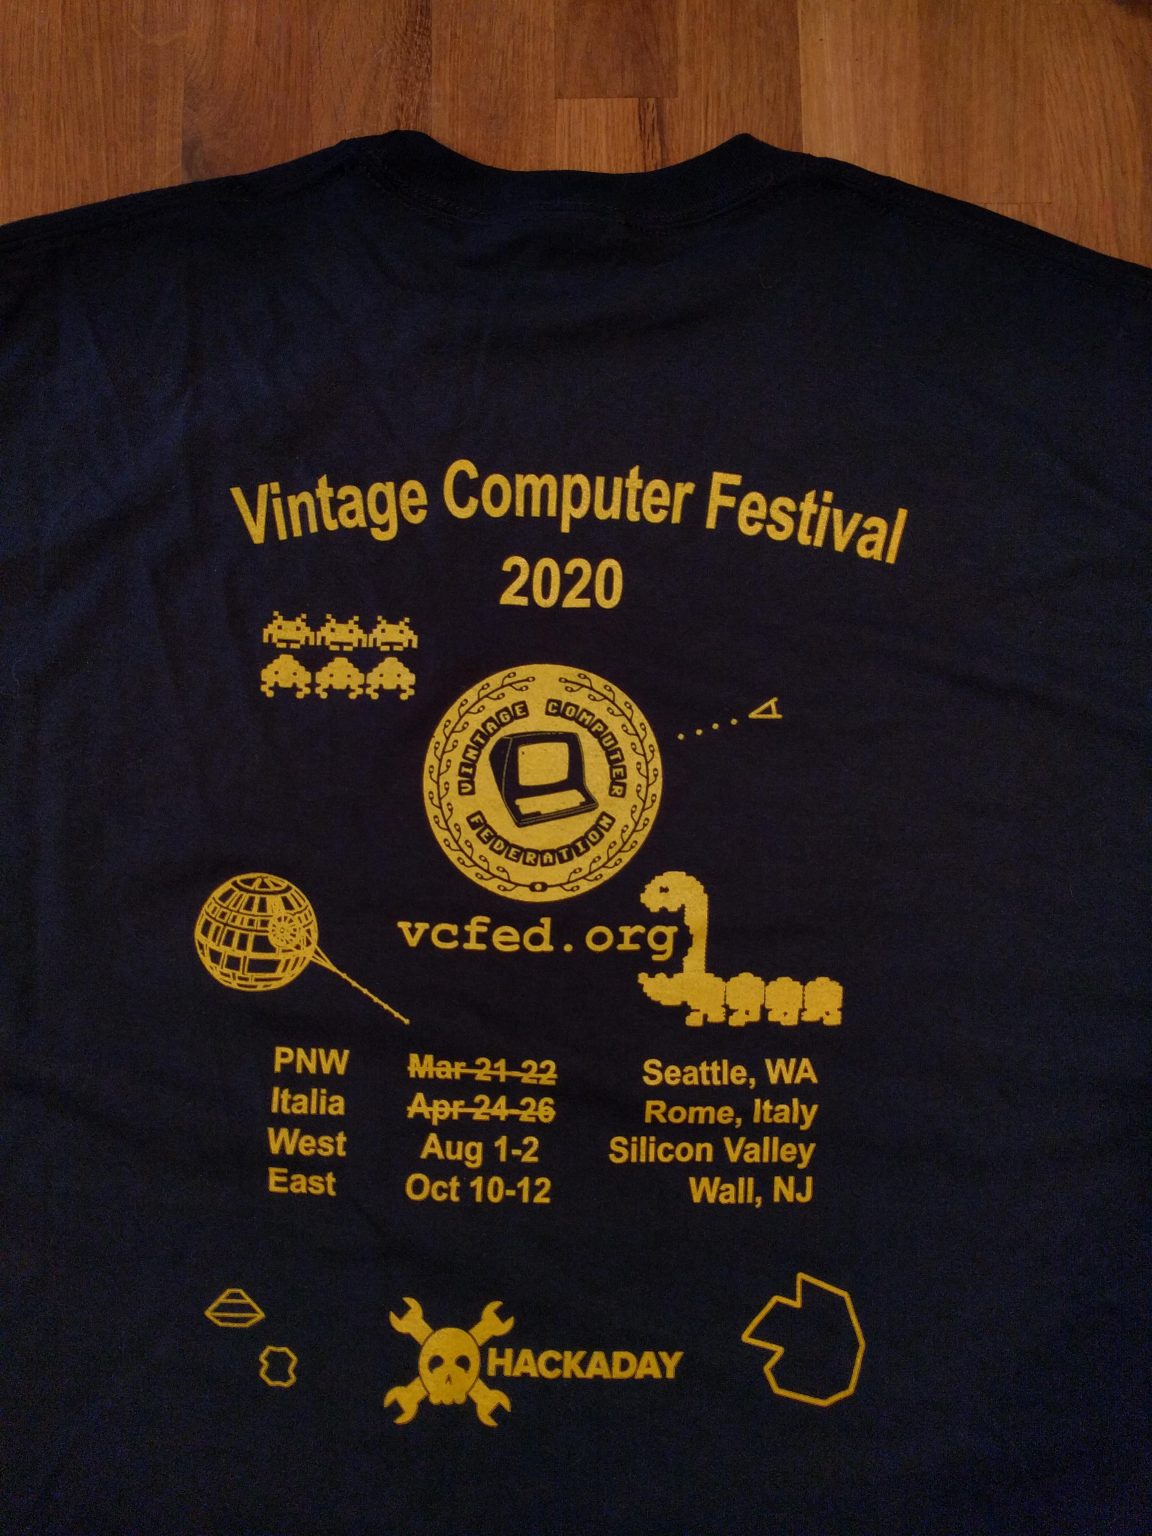 Vintage Computer Festival
2020
VINTAGE COMPUTER
FEDERATION
vcfed.org
PNW Mar 21-22 Seattle, WA
Italia Apr 24-26 Rome, Italy
West Aug 1-2 Silicon Valley
East Oct 10-12 Wall, NJ
HACKADAY